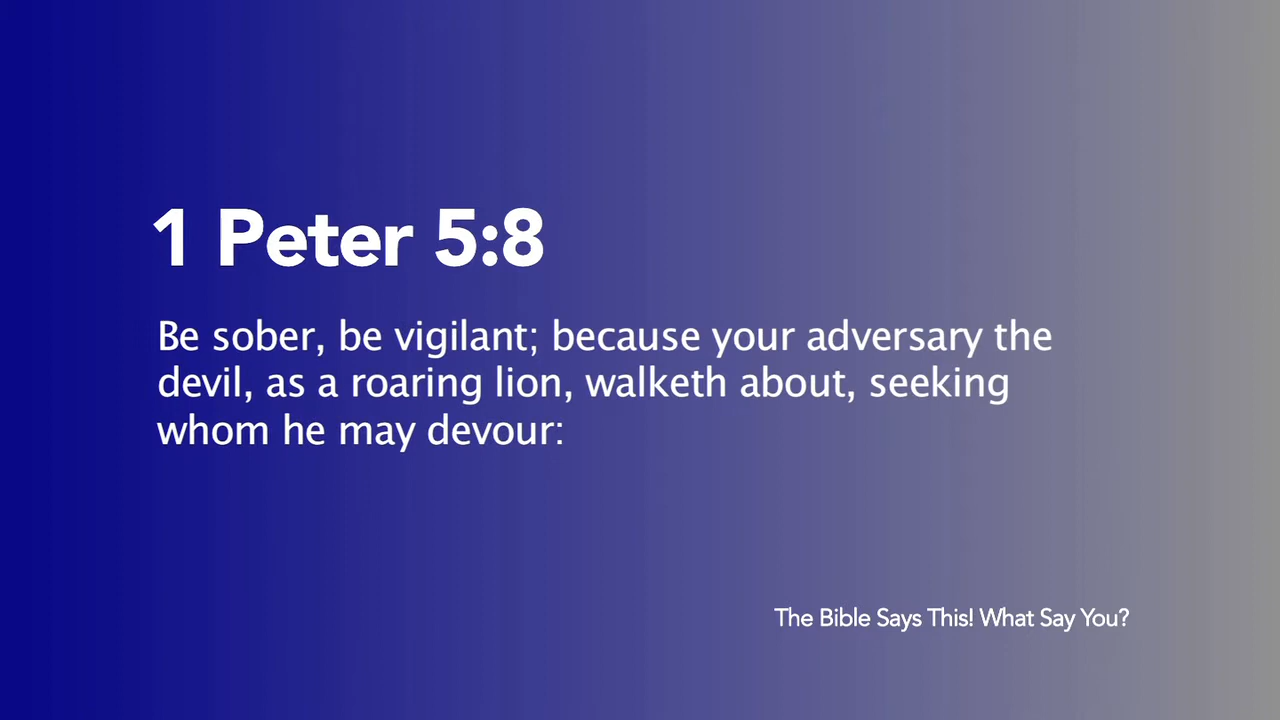 1 Peter 5:8
Be sober, be vigilant; because your adversary the
devil, as a roaring lion, walketh about, seeking
whom he may devour:
The Bible Says This! What Say You?